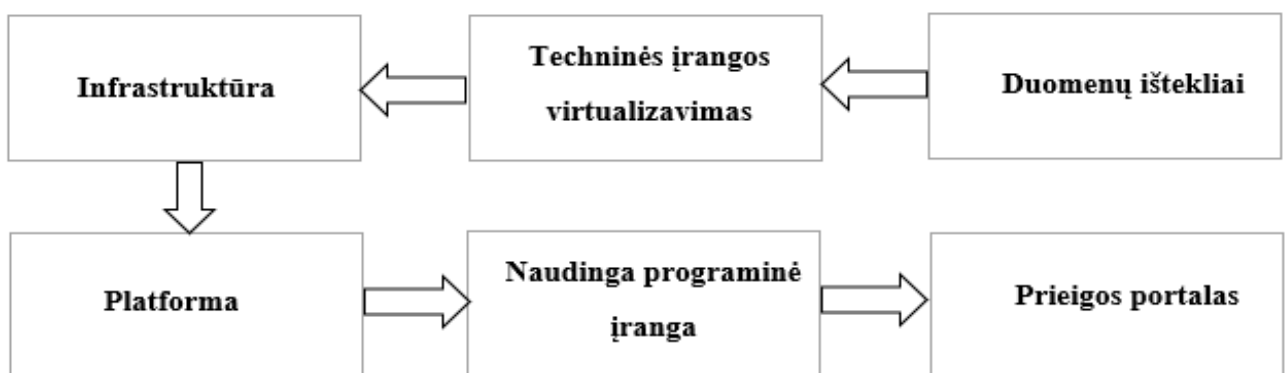 Infrastruktūra
Techninės įrangos
virtualizavimas
Duomenų ištekliai
Platforma
Naudinga programinė
įranga
Prieigos portalas